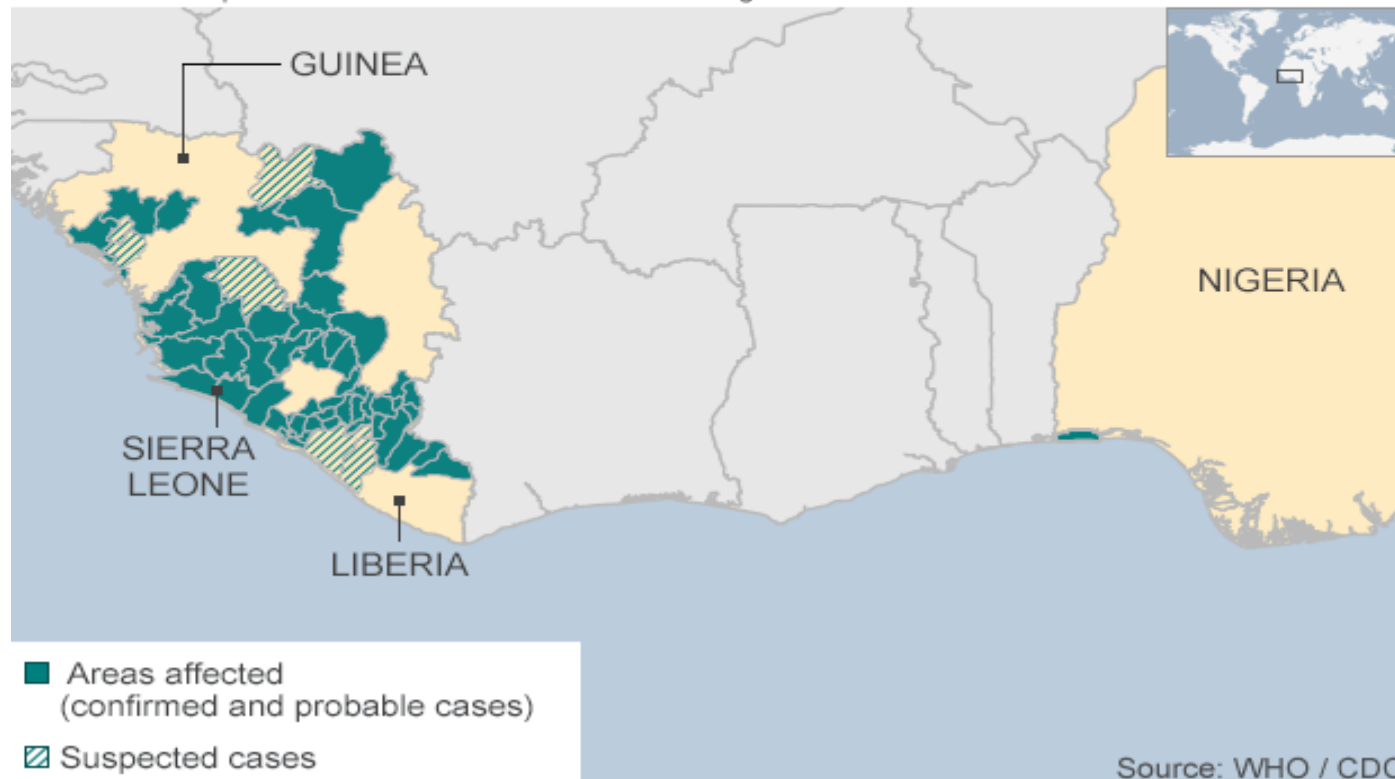 GUINEA
NIGERIA
SIERRA
LEONE
LIBERIA
Areas affected
(confirmed and probable cases)
Suspected cases
Source: WHO / CDC